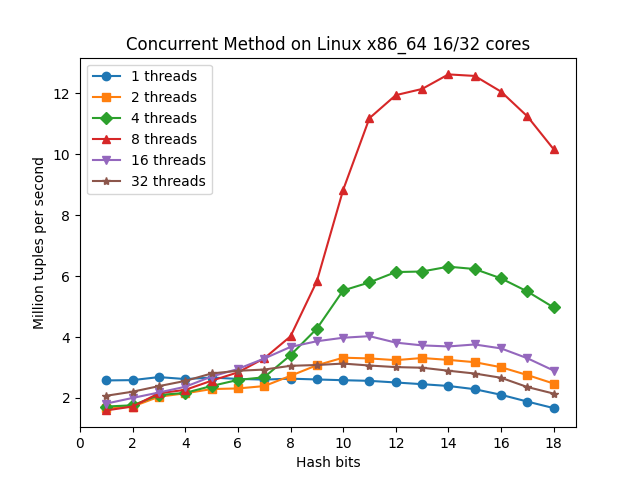 Concurrent Method on Linux x86_64 16/32 cores
1 threads
2 threads
4 threads
8 threads
16 threads
32 threads
12
10
8
6
4
2
Million tuples per second
0 2 4 6 8 10 12 14 16 18
Hash bits